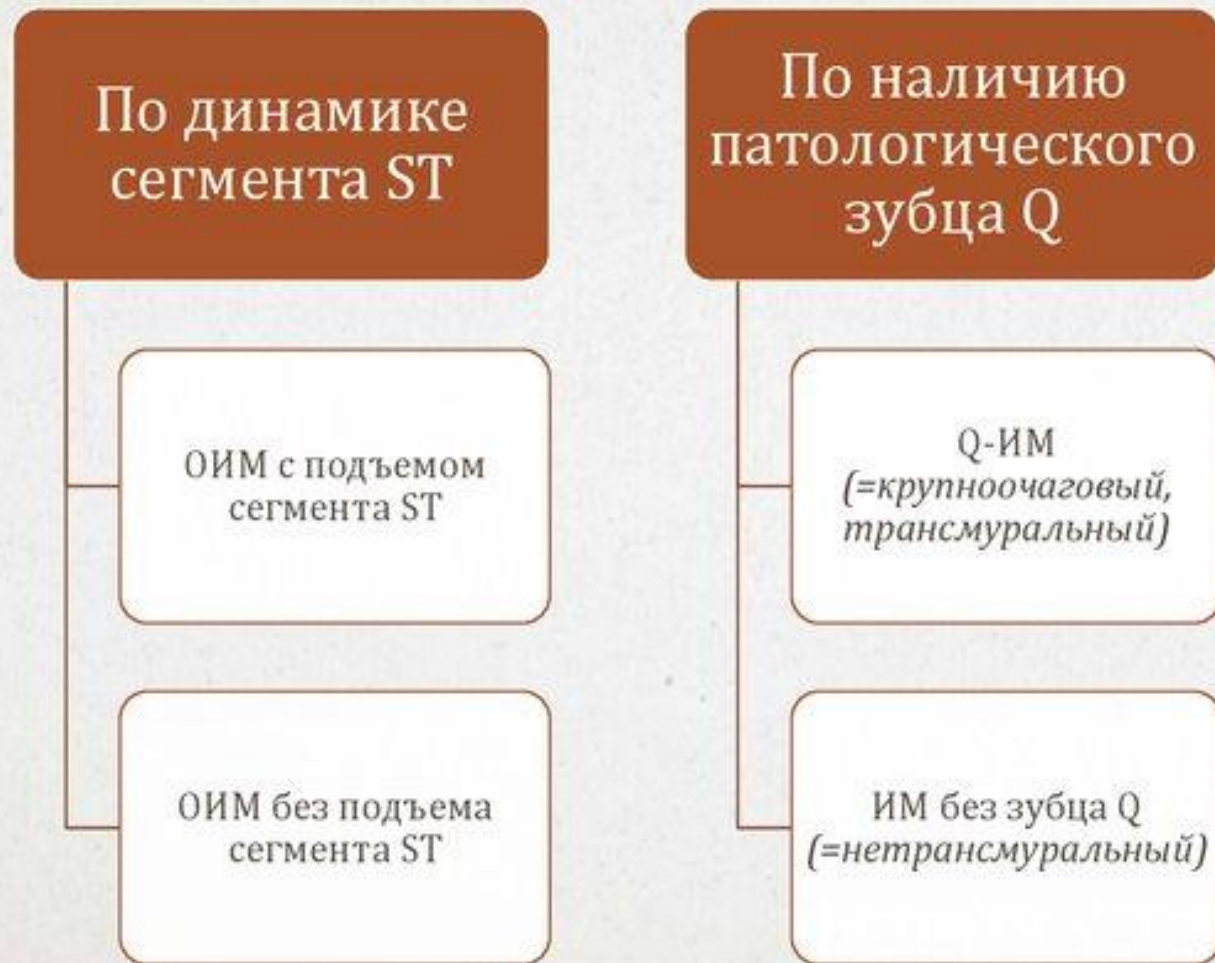 По динамике
сегмента ST
ОИМ с подъемом
сегмента ST
ОИМ без подъема
сегмента ST
По наличию
патологического
зубца Q
Q-ИМ
(=крупноочаговый,
трансмуральный)
ИМ без зубца Q
(=нетрансмуральный)